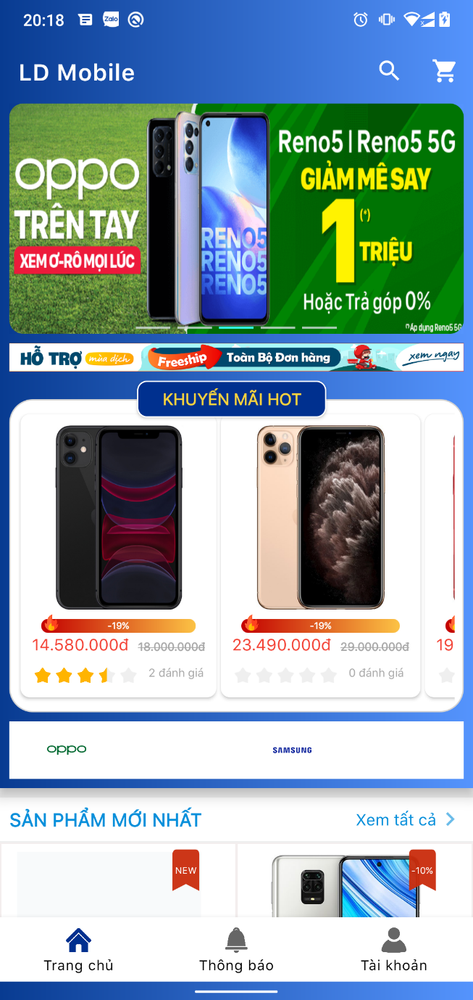 20:18
Zalo
LD Mobile
oppo
TRÊN TAY
XEM Ơ-RÔ MỌI LÚC
RENO5
RENO5
RENO5
Reno5 | Reno5 5G
GIẢM MÊ SAY
1(*) TRIỆU
Hoặc Trả góp 0%
(*)Áp dụng Reno5 5G
HỖ TRỢ mùa dịch Freeship Toàn Bộ Đơn hàng xem ngay
KHUYẾN MÃI HOT
-19% -19%
14.580.000đ 18.000.000đ 23.490.000đ 29.000.000đ 19
2 đánh giá 0 đánh giá
oppo SAMSUNG
SẢN PHẨM MỚI NHẤT Xem tất cả
NEW -10%
Trang chủ Thông báo Tài khoản